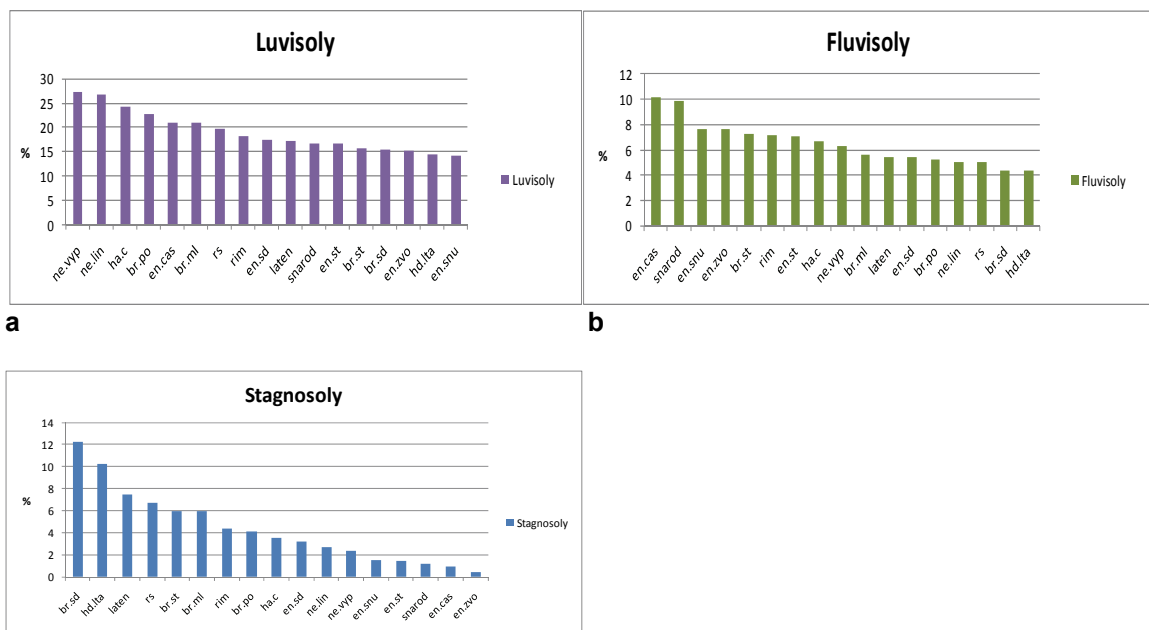 Luvisoly
30
25
20
15
10
5
0
%
ne.vyp ne.lin ha.c br.po en.cas br.ml rs rim en.sd laten snarod en.st br.st br.sd en.zvo hd.lta en.snu
Luvisoly
a
Fluvisoly
12
10
8
6
4
2
0
%
en.cas snarod en.snu en.zvo br.st rim en.st ha.c ne.vyp br.ml laten en.sd br.po ne.lin rs br.sd hd.lta
Fluvisoly
b
Stagnosoly
14
12
10
8
6
4
2
0
%
br.sd hd.lta laten rs br.st br.ml rim br.po ha.c en.sd ne.lin ne.vyp en.snu en.st snarod en.cas en.zvo
Stagnosoly